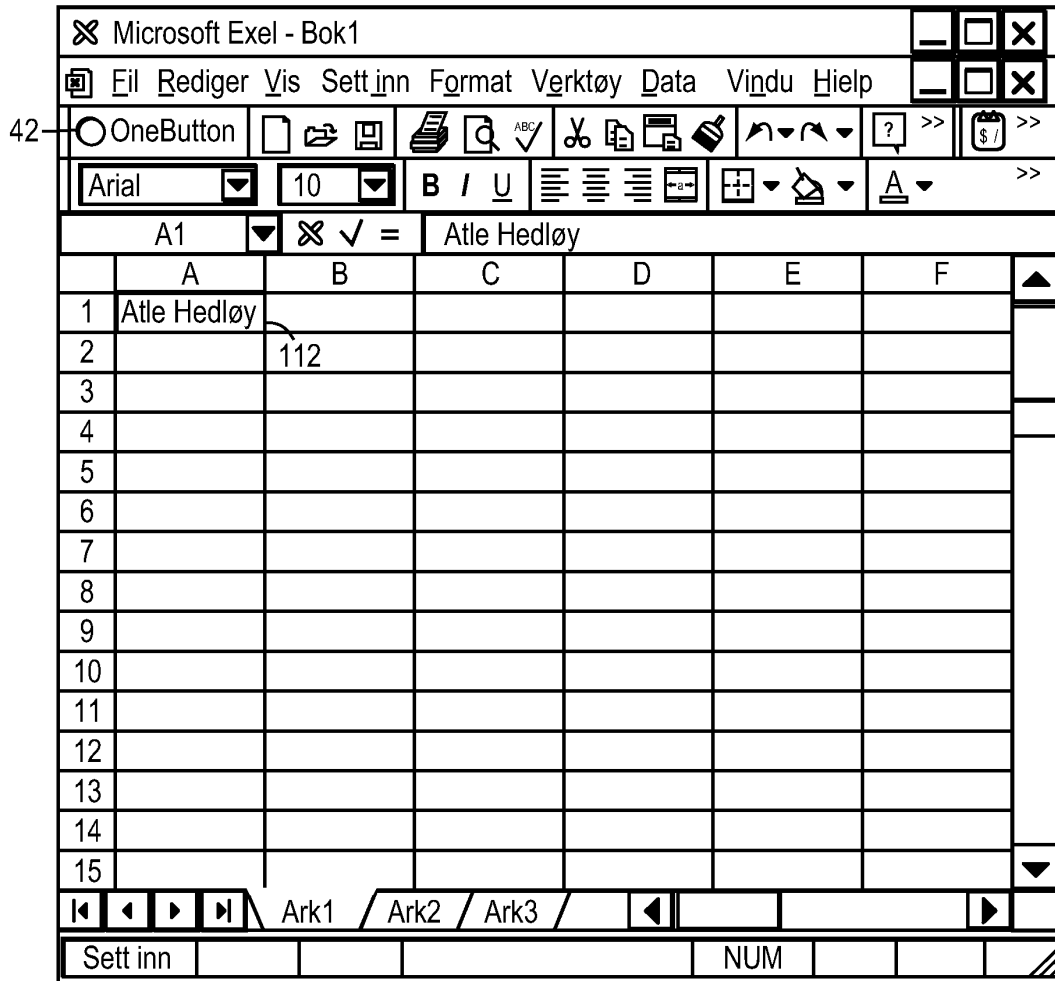 Microsoft Exel - Bok1
Fil Rediger Vis Sett inn Format Verktøy Data Vindu Hielp
42 OneButton ABC ? >> $ / >>
Arial 10 B I U a A >>
A1 = Atle Hedløy
A B C D E F
1 Atle Hedløy
2 112
3
4
5
6
7
8
9
10
11
12
13
14
15
Ark1 Ark2 Ark3
Sett inn NUM